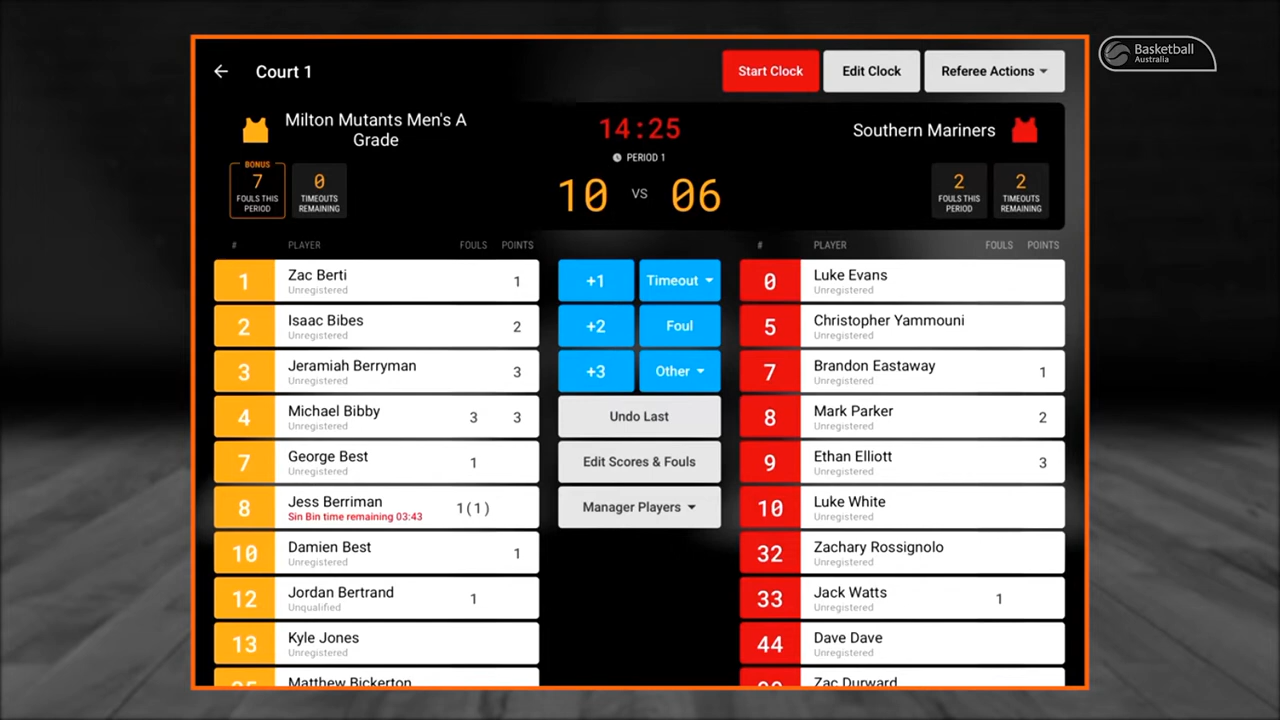 Basketball
Australia
Court 1
Start Clock
Edit Clock
Referee Actions
Milton Mutants Men's A
Grade
14:25
PERIOD 1
10 VS 06
Southern Mariners
BONUS
7
FOULS THIS
PERIOD
0
TIMEOUTS
REMAINING
2
FOULS THIS
PERIOD
2
TIMEOUTS
REMAINING
# PLAYER FOULS POINTS
1 Zac Berti 1
Unregistered
2 Isaac Bibes 2
Unregistered
3 Jeramiah Berryman 3
Unregistered
4 Michael Bibby 3 3
Unregistered
7 George Best 1
Unregistered
8 Jess Berriman 1(1)
Sin Bin time remaining 03:43
10 Damien Best 1
Unregistered
12 Jordan Bertrand 1
Unqualified
13 Kyle Jones
Unregistered
Matthew Bickerton
+1 Timeout
+2 Foul
+3 Other
Undo Last
Edit Scores & Fouls
Manager Players
# PLAYER FOULS POINTS
0 Luke Evans
Unregistered
5 Christopher Yammouni
Unregistered
7 Brandon Eastaway 1
Unregistered
8 Mark Parker 2
Unregistered
9 Ethan Elliott 3
Unregistered
10 Luke White
Unregistered
32 Zachary Rossignolo
Unregistered
33 Jack Watts 1
Unregistered
44 Dave Dave
Unregistered
Zac Durward